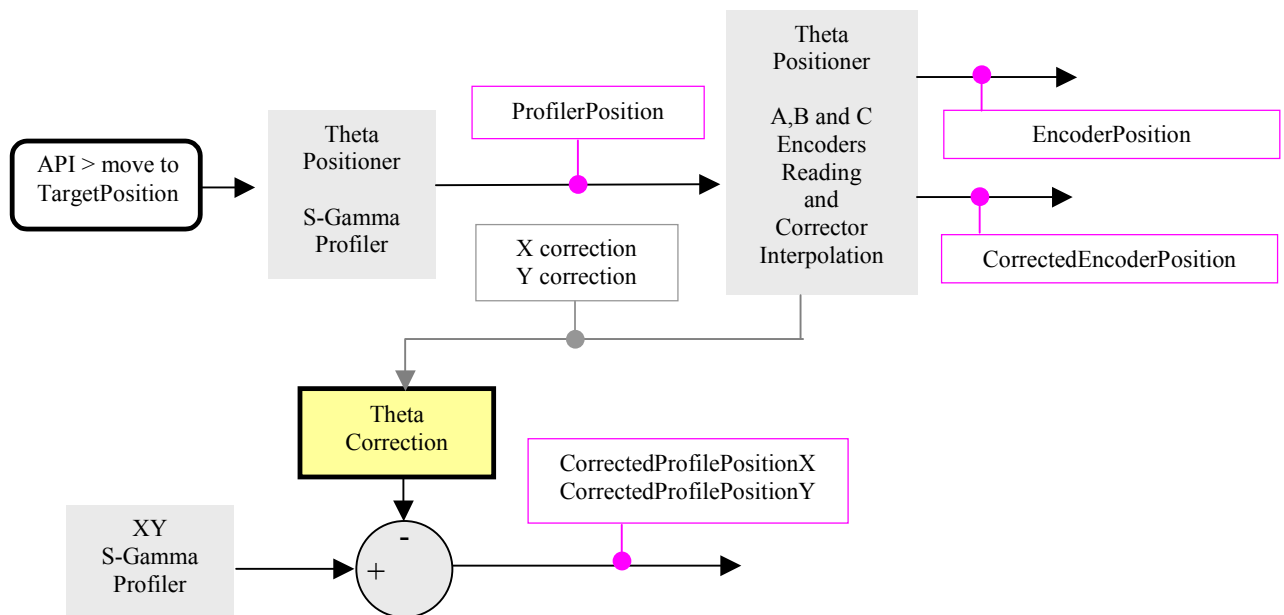 API > move to
TargetPosition
Theta
Positioner
S-Gamma
Profiler
ProfilerPosition
Theta
Positioner
A,B and C
Encoders
Reading
and
Corrector
Interpolation
EncoderPosition
CorrectedEncoderPosition
X correction
Y correction
Theta
Correction
CorrectedProfilePositionX
CorrectedProfilePositionY
XY
S-Gamma
Profiler
-
+